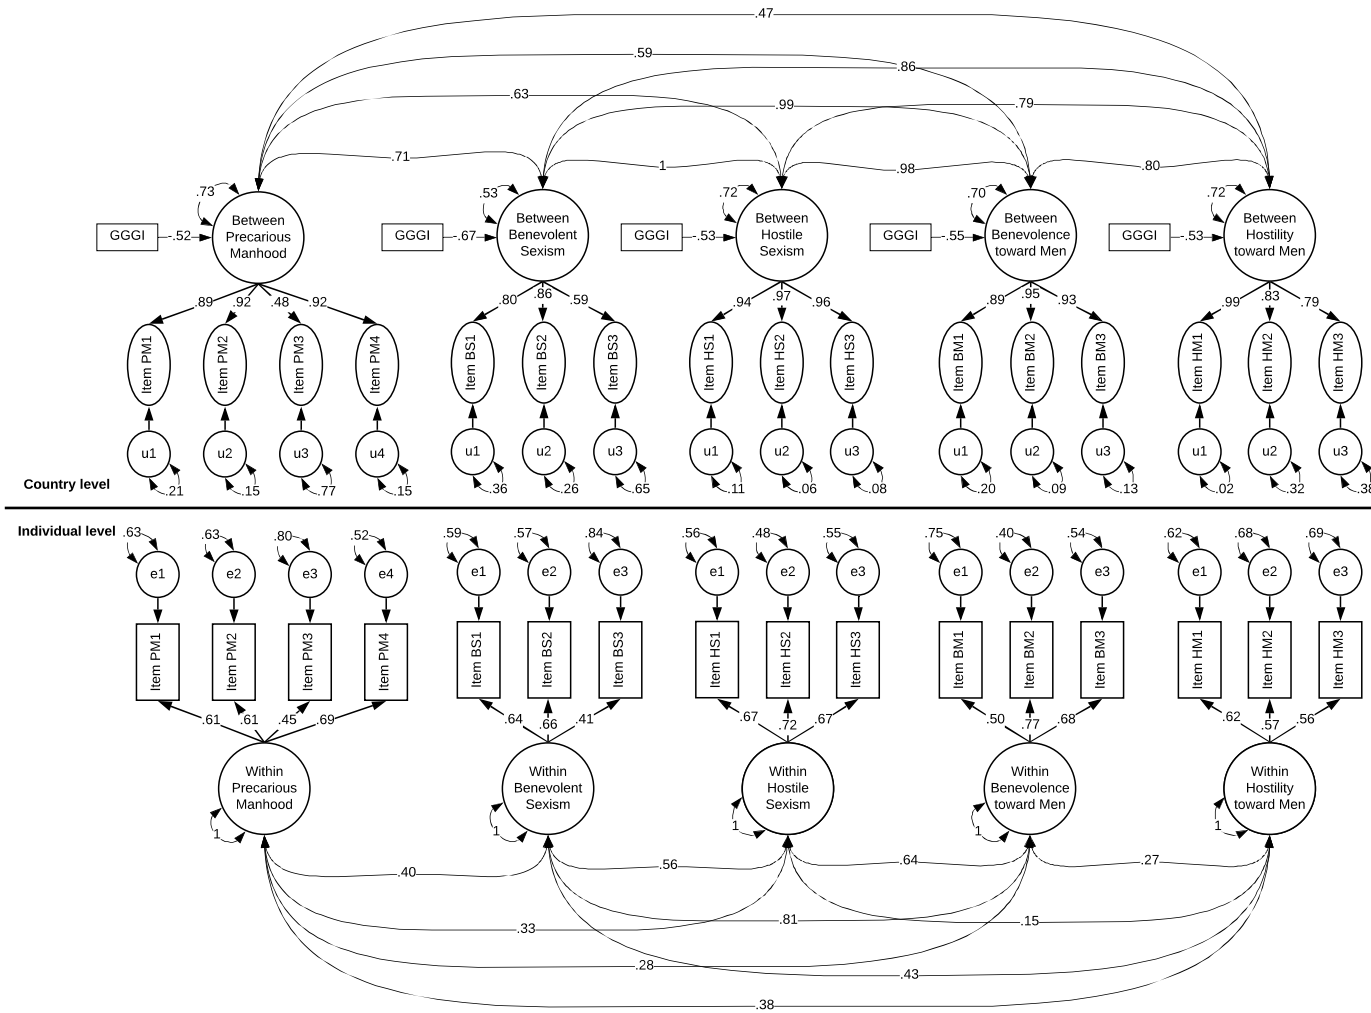 .47
.59
.86
.63
.99
.79
.71
1
.98
.80
.73
.53
.72
.70
.72
GGGI
-.52
Between
Precarious
Manhood
GGGI
-.67
Between
Benevolent
Sexism
GGGI
-.53
Between
Hostile
Sexism
GGGI
-.55
Between
Benevolence
toward Men
GGGI
-.53
Between
Hostility
toward Men
.89
.92
.48
.92
.80
.86
.59
.94
.97
.96
.89
.95
.93
.99
.83
.79
Item PM1
Item PM2
Item PM3
Item PM4
Item BS1
Item BS2
Item BS3
Item HS1
Item HS2
Item HS3
Item BM1
Item BM2
Item BM3
Item HM1
Item HM2
Item HM3
u1
u2
u3
u4
u1
u2
u3
u1
u2
u3
u1
u2
u3
u1
u2
u3
Country level
.21
.15
.77
.15
.36
.26
.65
.11
.06
.08
.20
.09
.13
.02
.32
.38
Individual level
.63
.63
.80
.52
.59
.57
.84
.56
.48
.55
.75
.40
.54
.62
.68
.69
e1
e2
e3
e4
e1
e2
e3
e1
e2
e3
e1
e2
e3
e1
e2
e3
Item PM1
Item PM2
Item PM3
Item PM4
Item BS1
Item BS2
Item BS3
Item HS1
Item HS2
Item HS3
Item BM1
Item BM2
Item BM3
Item HM1
Item HM2
Item HM3
.61
.61
.45
.69
.64
.66
.41
.67
.72
.67
.50
.77
.68
.62
.57
.56
Within
Precarious
Manhood
Within
Benevolent
Sexism
Within
Hostile
Sexism
Within
Benevolence
toward Men
Within
Hostility
toward Men
1
1
1
1
1
.40
.56
.64
.27
.33
.81
.15
.28
.43
.38